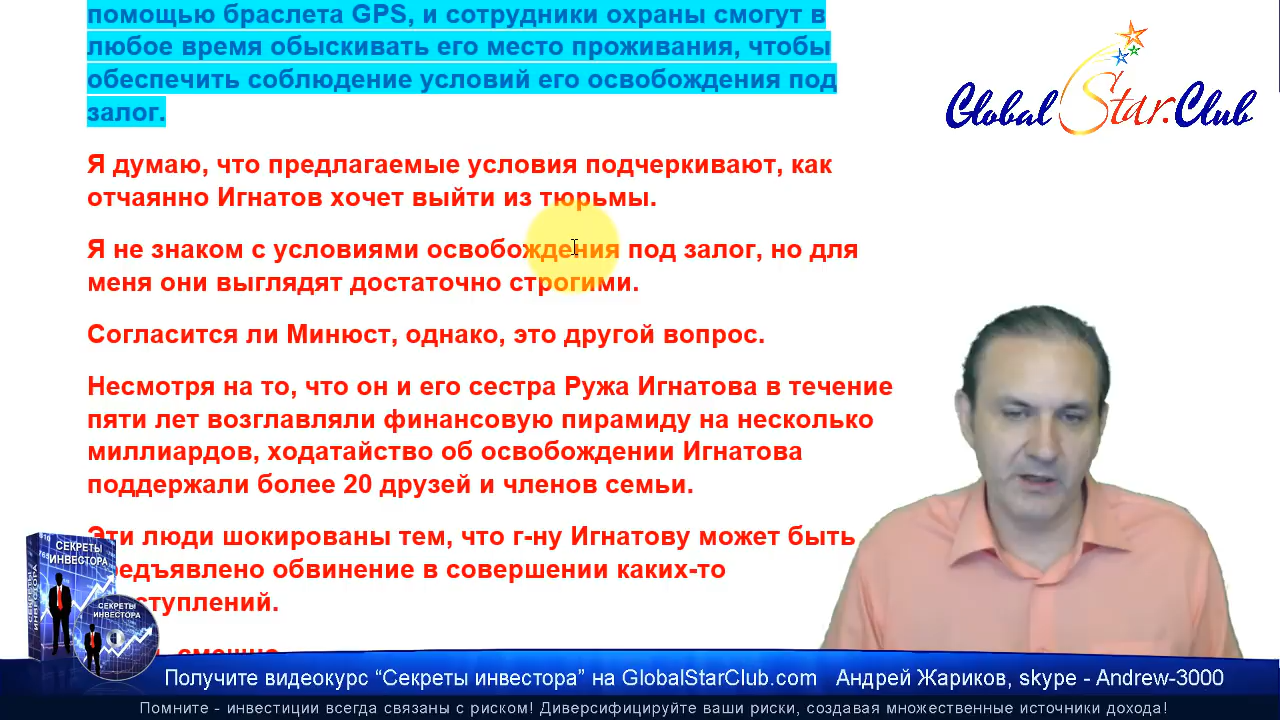 помощью браслета GPS, и сотрудники охраны смогут в
любое время обыскивать его место проживания, чтобы
обеспечить соблюдение условий его освобождения под
залог.
Global Star.Club
Я думаю, что предлагаемые условия подчеркивают, как
отчаянно Игнатов хочет выйти из тюрьмы.
Я не знаком с условиями освобождения под залог, но для
меня они выглядят достаточно строгими.
Согласится ли Минюст, однако, это другой вопрос.
Несмотря на то, что он и его сестра Ружа Игнатова в течение
пяти лет возглавляли финансовую пирамиду на несколько
миллиардов, ходатайство об освобождении Игнатова
поддержали более 20 друзей и членов семьи.
Эти люди шокированы тем, что г-ну Игнатову может быть
предъявлено обвинение в совершении каких-то
ступлений.
СЕКРЕТЫ
ИНВЕСТОРА
СЕКРЕТЫ
ИНВЕСТОРА
СЕКРЕТЫ
ИНВЕСТОРА
Получите видеокурс “Секреты инвестора” на GlobalStarClub.com Андрей Жариков, skype - Andrew-3000
Помните - инвестиции всегда связаны с риском! Диверсифицируйте ваши риски, создавая множественные источники дохода!